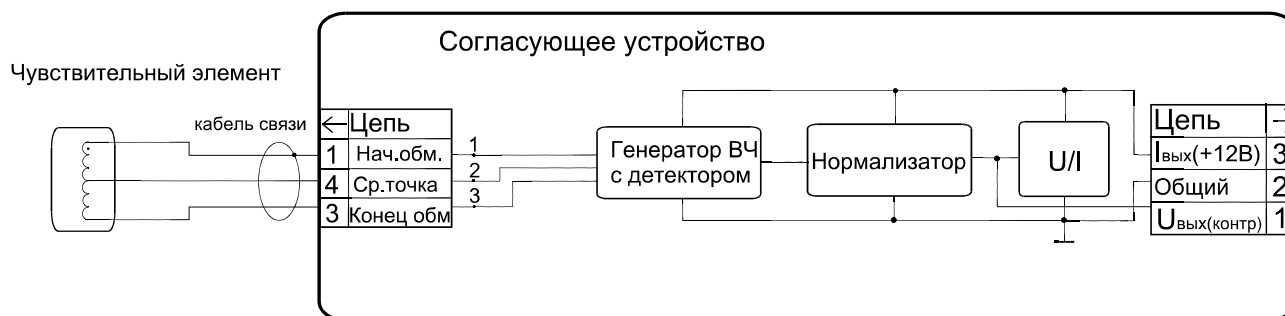 Согласующее устройство
Чувствительный элемент
кабель связи
← Цепь
1 Нач.обм.
4 Ср.точка
3 Конец обм
1
2
3
Генератор ВЧ
с детектором
Нормализатор
U/I
Цепь
Iвых(+12В) 3
Общий 2
Uвых(контр) 1